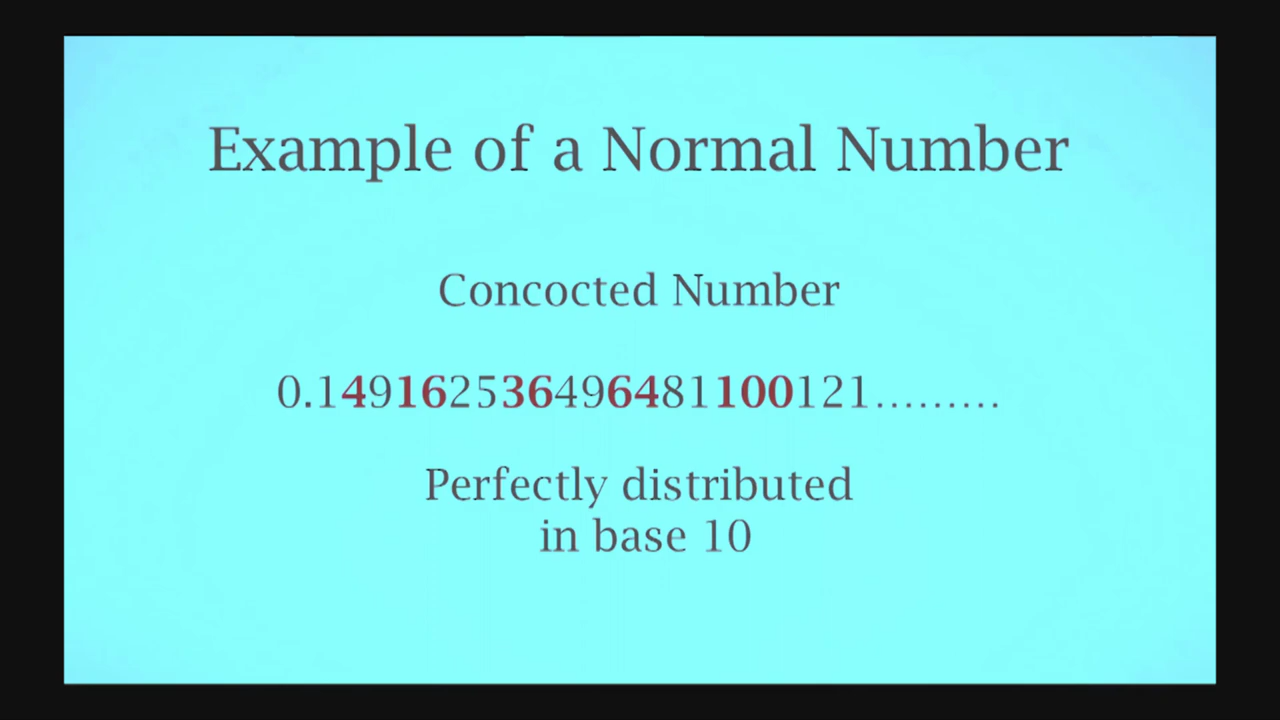 Example of a Normal Number
Concocted Number
0.149162536496481100121.........
Perfectly distributed
in base 10